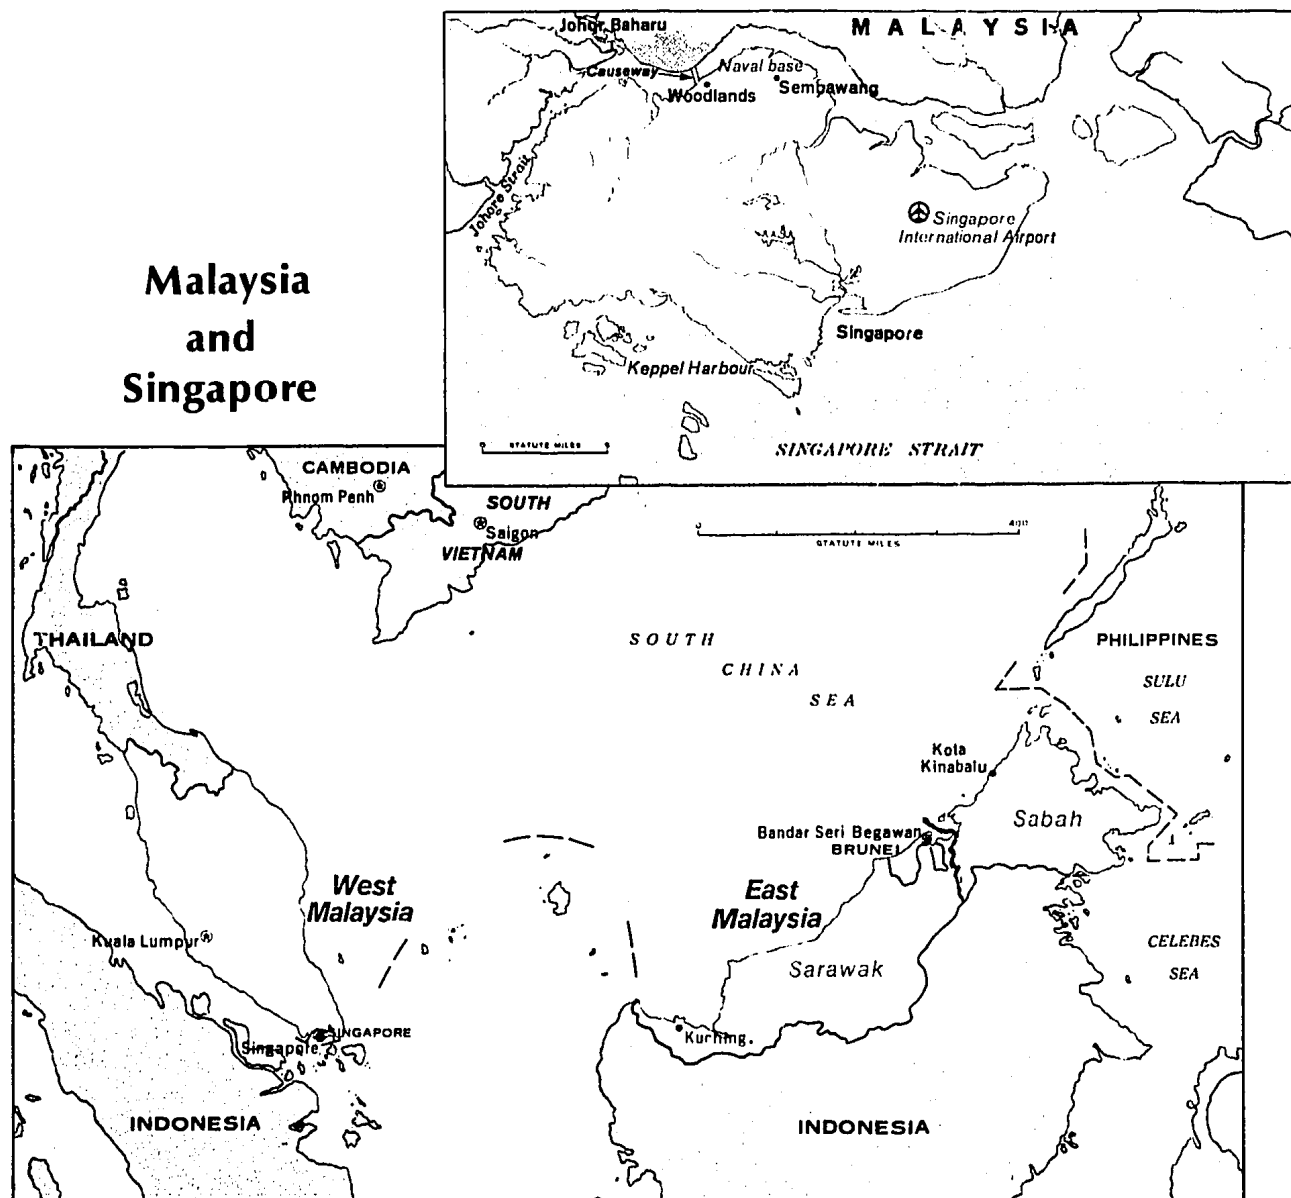 Johor Baharu
MALAYSIA
Causeway
Naval base
Woodlands
Sembawang
Johore Strait
Singapore
International Airport
Singapore
Keppel Harbour
STATUTE MILES
SINGAPORE STRAIT
Malaysia
and
Singapore
CAMBODIA
Phnom Penh
SOUTH
Saigon
VIETNAM
0 400
STATUTE MILES
THAILAND
SOUTH
CHINA
SEA
PHILIPPINES
SULU
SEA
Kota
Kinabalu
Sabah
Bandar Seri Begawan
BRUNEI
West
Malaysia
East
Malaysia
Kuala Lumpur
Sarawak
CELEBES
SEA
SINGAPORE
Singapore
INDONESIA
INDONESIA